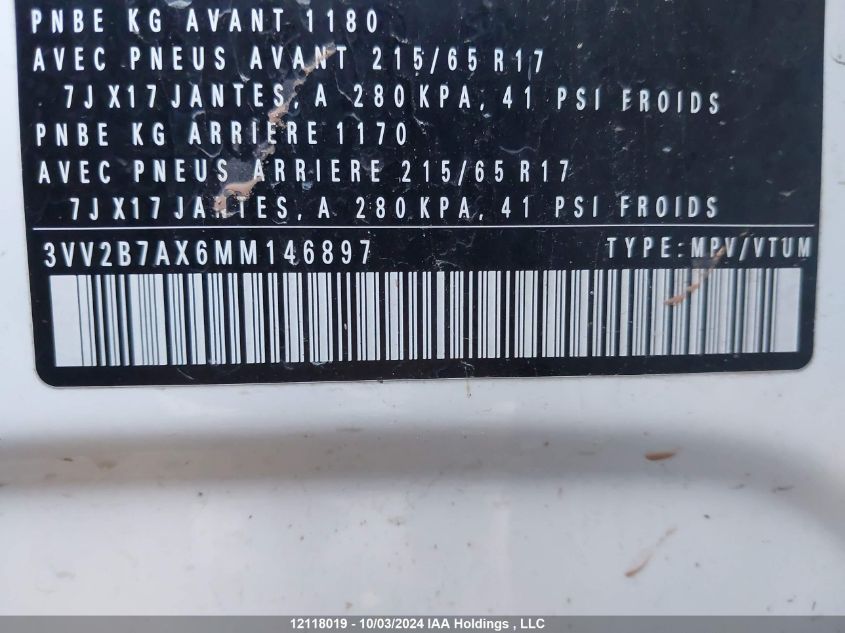 PNBE KG AVANT 1180
AVEC PNEUS AVANT 215/65 R17
7J X17 JANTES, A 280 KPA, 41 PSI FROIDS
PNBE KG ARRIERE 1170
AVEC PNEUS ARRIERE 215/65 R17
7J X17 JANTES, A 280 KPA, 41 PSI FROIDS
3VV2B7AX6MM146897 TYPE:MPV/VTUM
12118019 - 10/03/2024 IAA Holdings , LLC